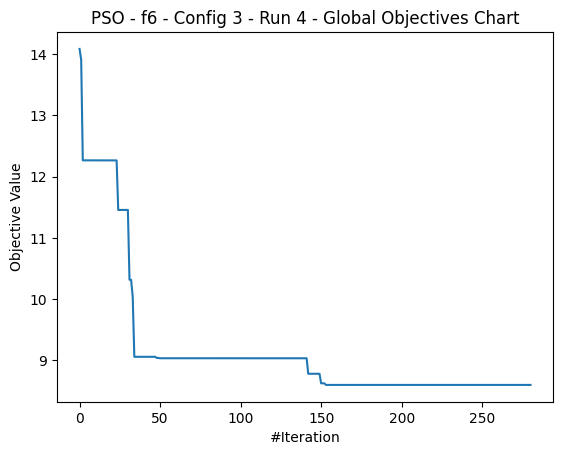 PSO - f6 - Config 3 - Run 4 - Global Objectives Chart
14
13
12
11
10
9
Objective Value
0 50 100 150 200 250
#Iteration